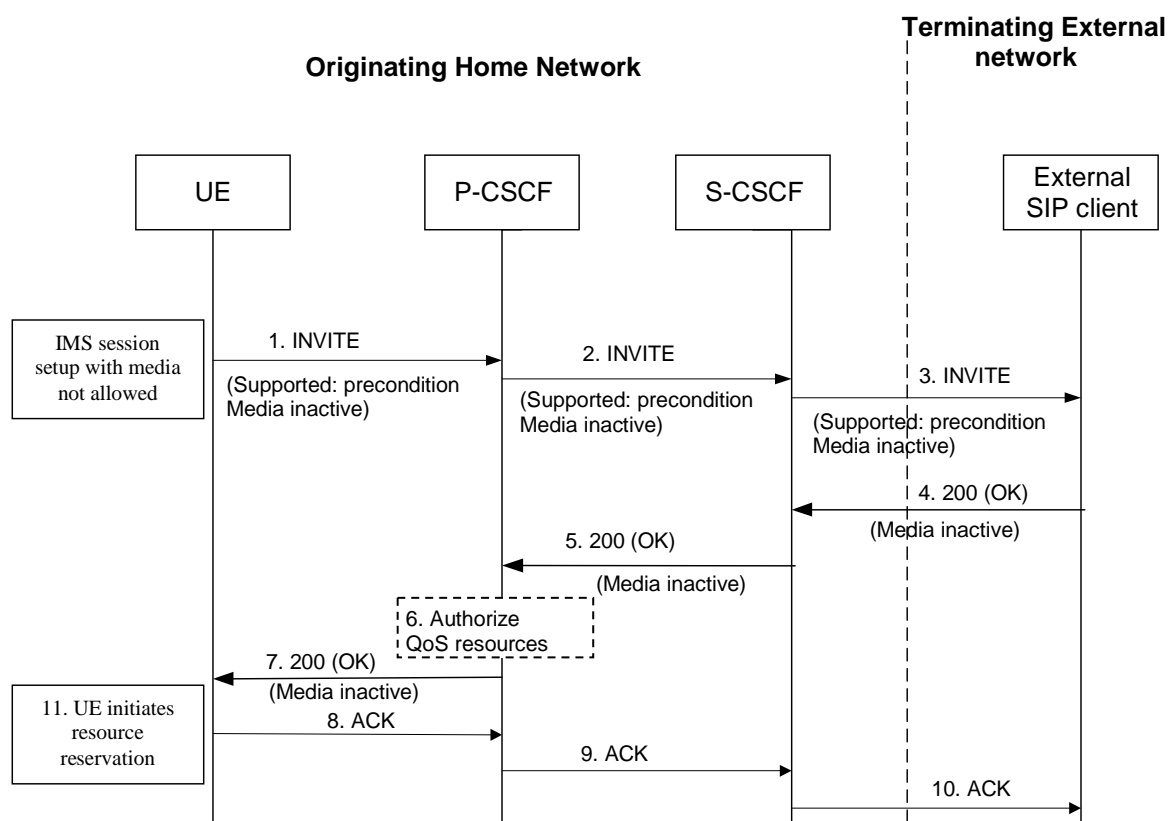 Terminating External
network
Originating Home Network
UE
P-CSCF
S-CSCF
External
SIP client
IMS session
setup with media
not allowed
1. INVITE
(Supported: precondition
Media inactive)
2. INVITE
(Supported: precondition
Media inactive)
3. INVITE
(Supported: precondition
Media inactive)
4. 200 (OK)
(Media inactive)
5. 200 (OK)
(Media inactive)
6. Authorize
QoS resources
7. 200 (OK)
(Media inactive)
11. UE initiates
resource
reservation
8. ACK
9. ACK
10. ACK